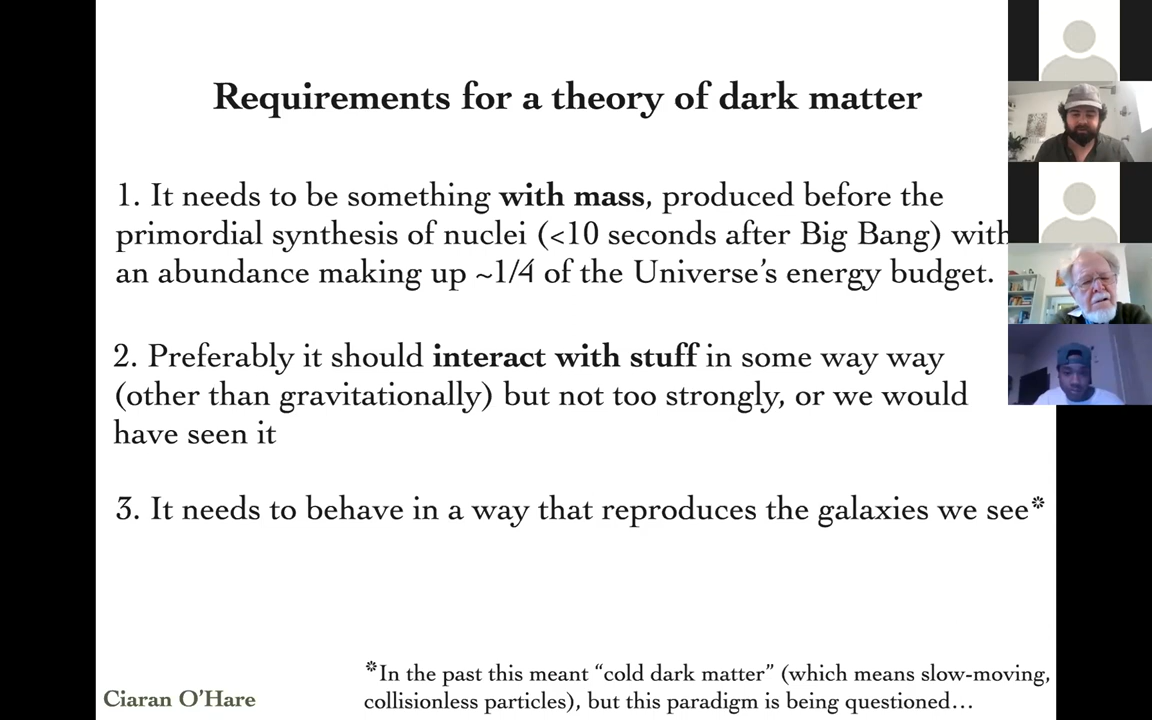 Requirements for a theory of dark matter
1. It needs to be something with mass, produced before the
primordial synthesis of nuclei (<10 seconds after Big Bang) with
an abundance making up ~1/4 of the Universe's energy budget.
2. Preferably it should interact with stuff in some way way
(other than gravitationally) but not too strongly, or we would
have seen it
3. It needs to behave in a way that reproduces the galaxies we see*
*In the past this meant “cold dark matter” (which means slow-moving,
collisionless particles), but this paradigm is being questioned…
Ciaran O'Hare